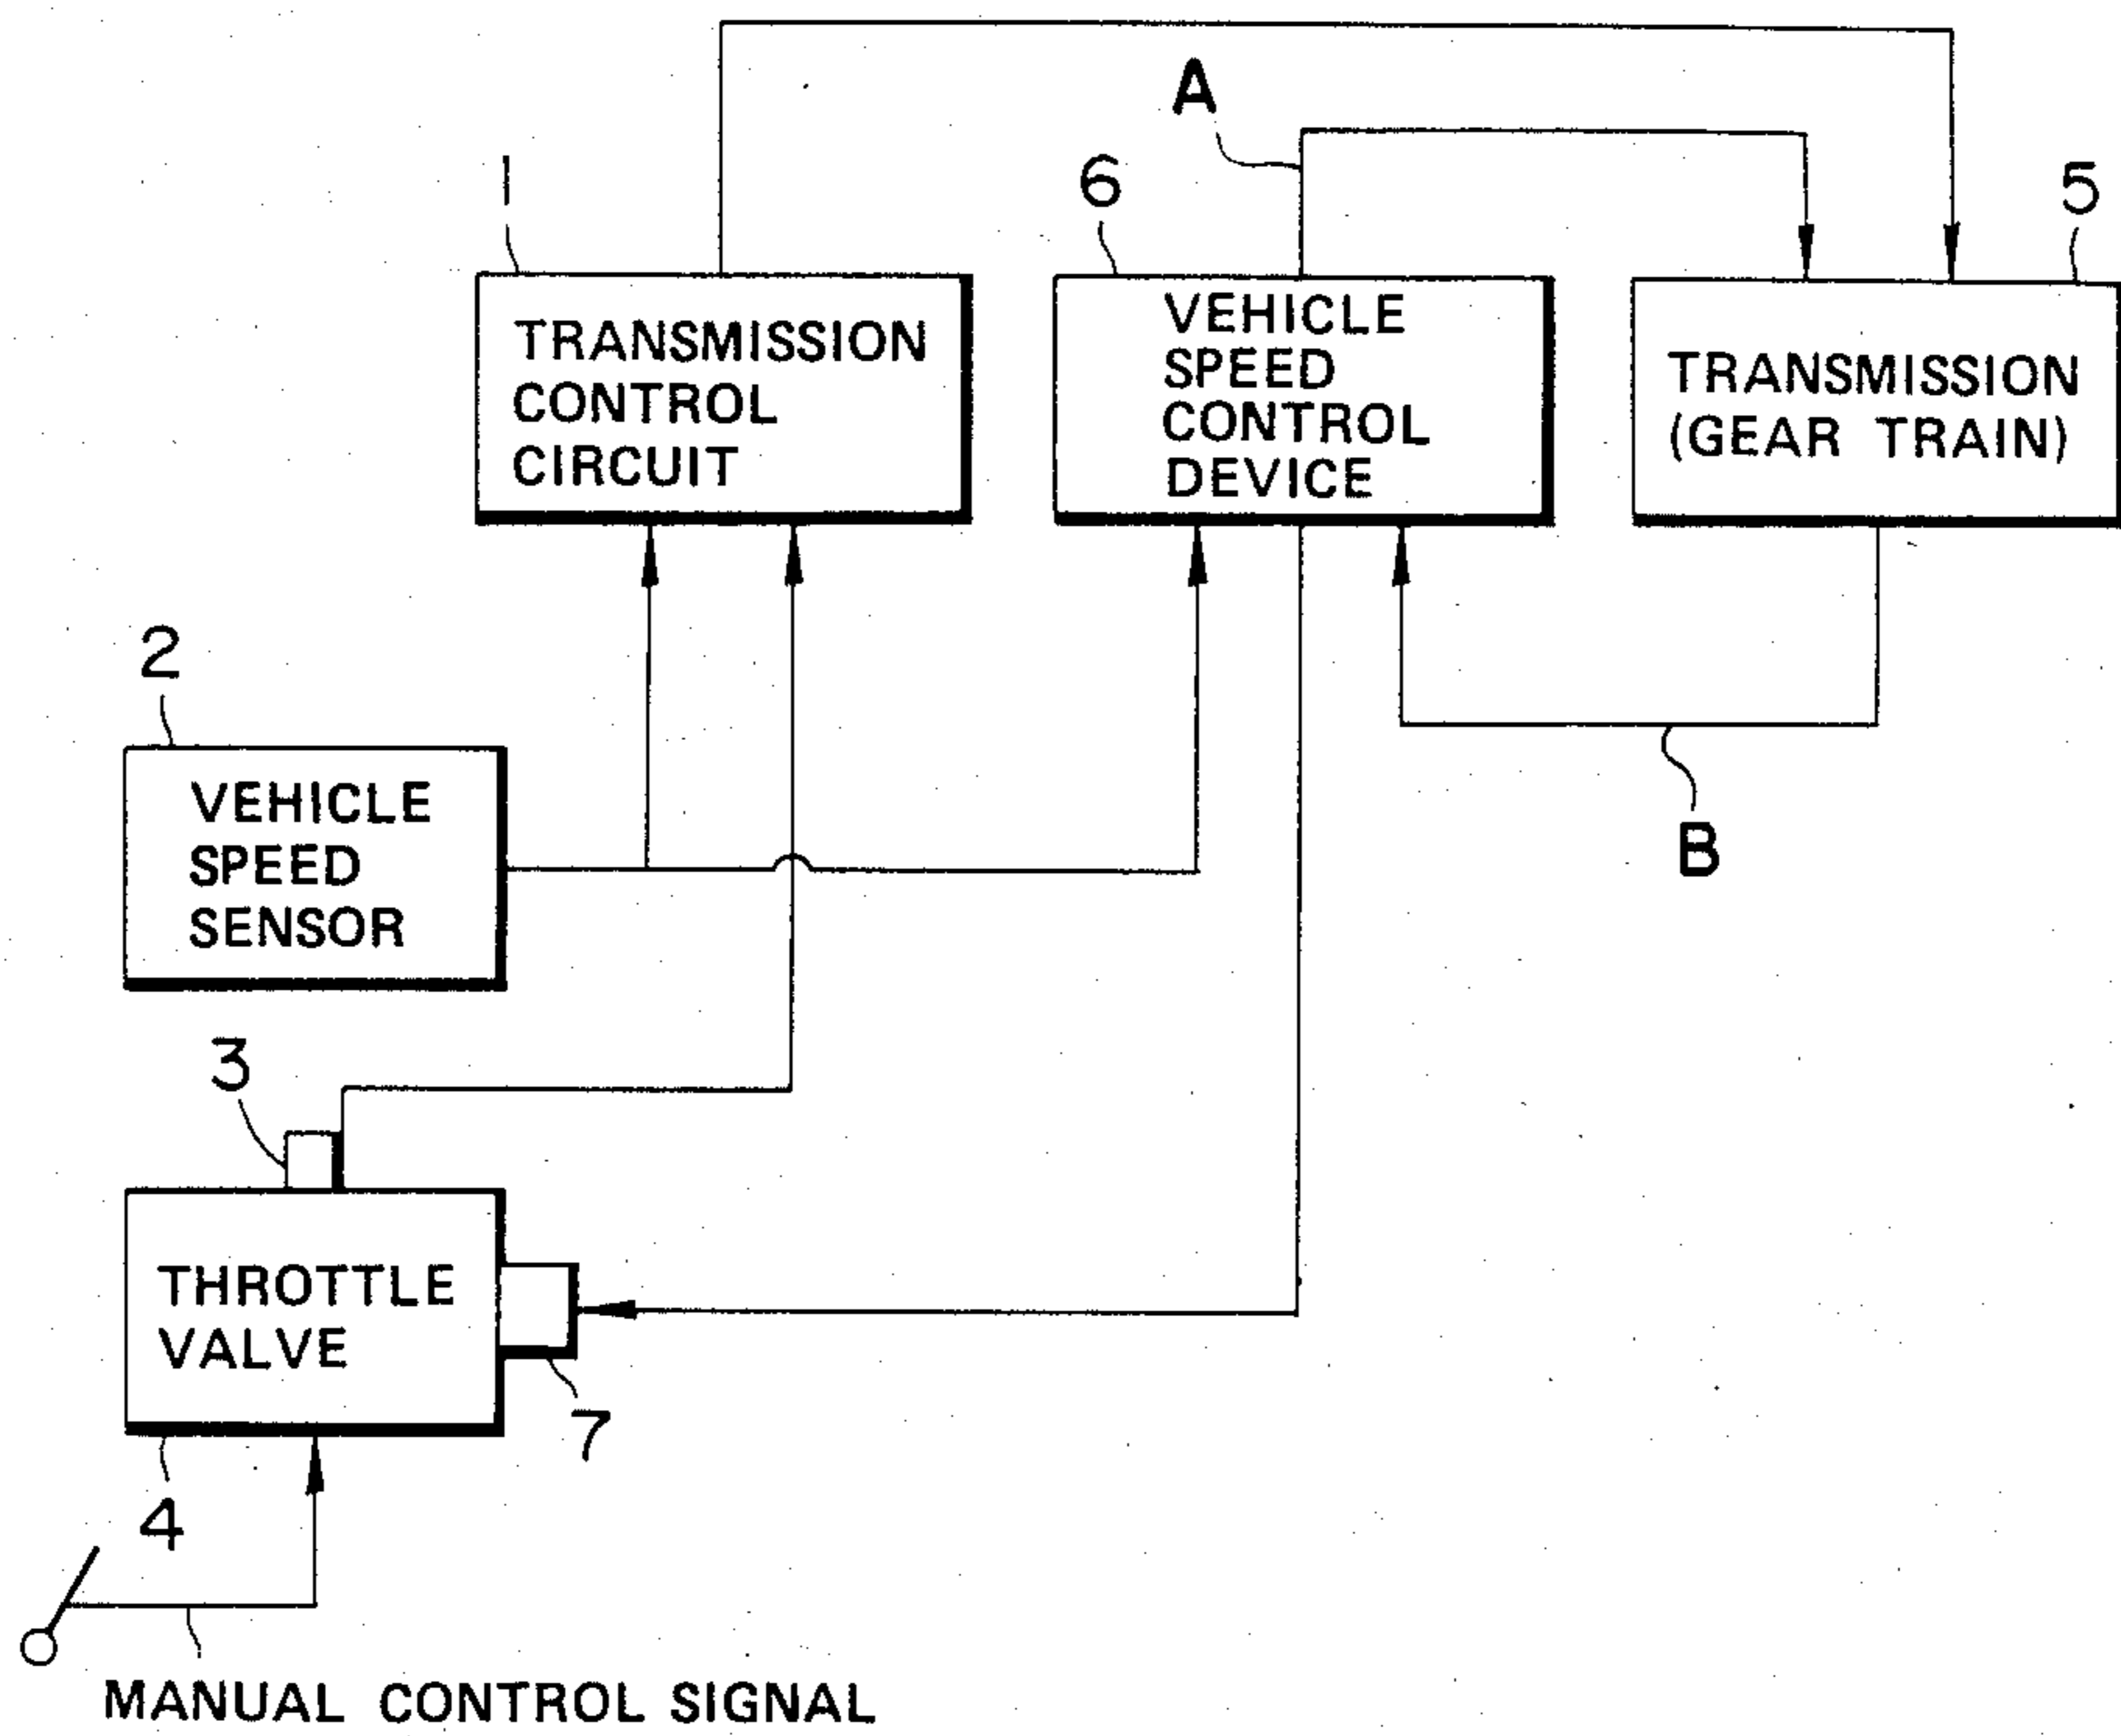 A
1
6
5
TRANSMISSION
CONTROL
CIRCUIT
VEHICLE
SPEED
CONTROL
DEVICE
TRANSMISSION
(GEAR TRAIN)
2
VEHICLE
SPEED
SENSOR
B
3
THROTTLE
VALVE
7
4
MANUAL CONTROL SIGNAL